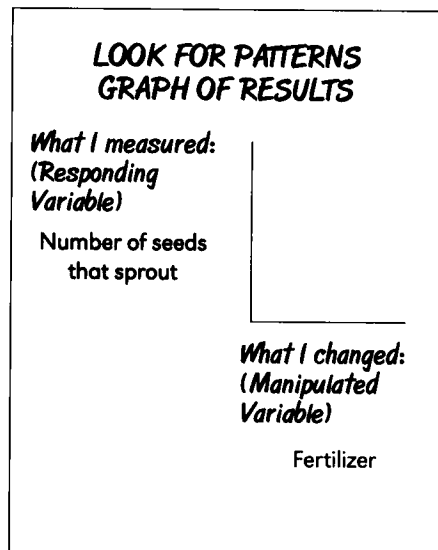 LOOK FOR PATTERNS
GRAPH OF RESULTS
What I measured:
(Responding
Variable)
Number of seeds
that sprout
What I changed:
(Manipulated
Variable)
Fertilizer